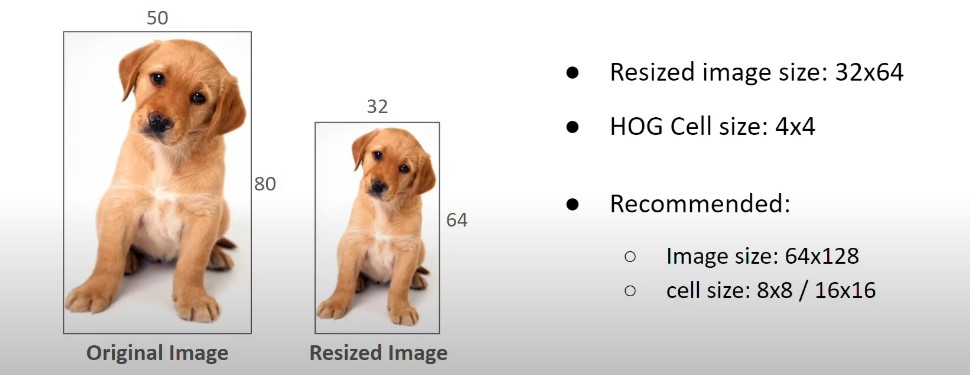 50
80
Original Image
32
64
Resized Image
● Resized image size: 32x64
● HOG Cell size: 4x4
● Recommended:
○ Image size: 64x128
○ cell size: 8x8 / 16x16